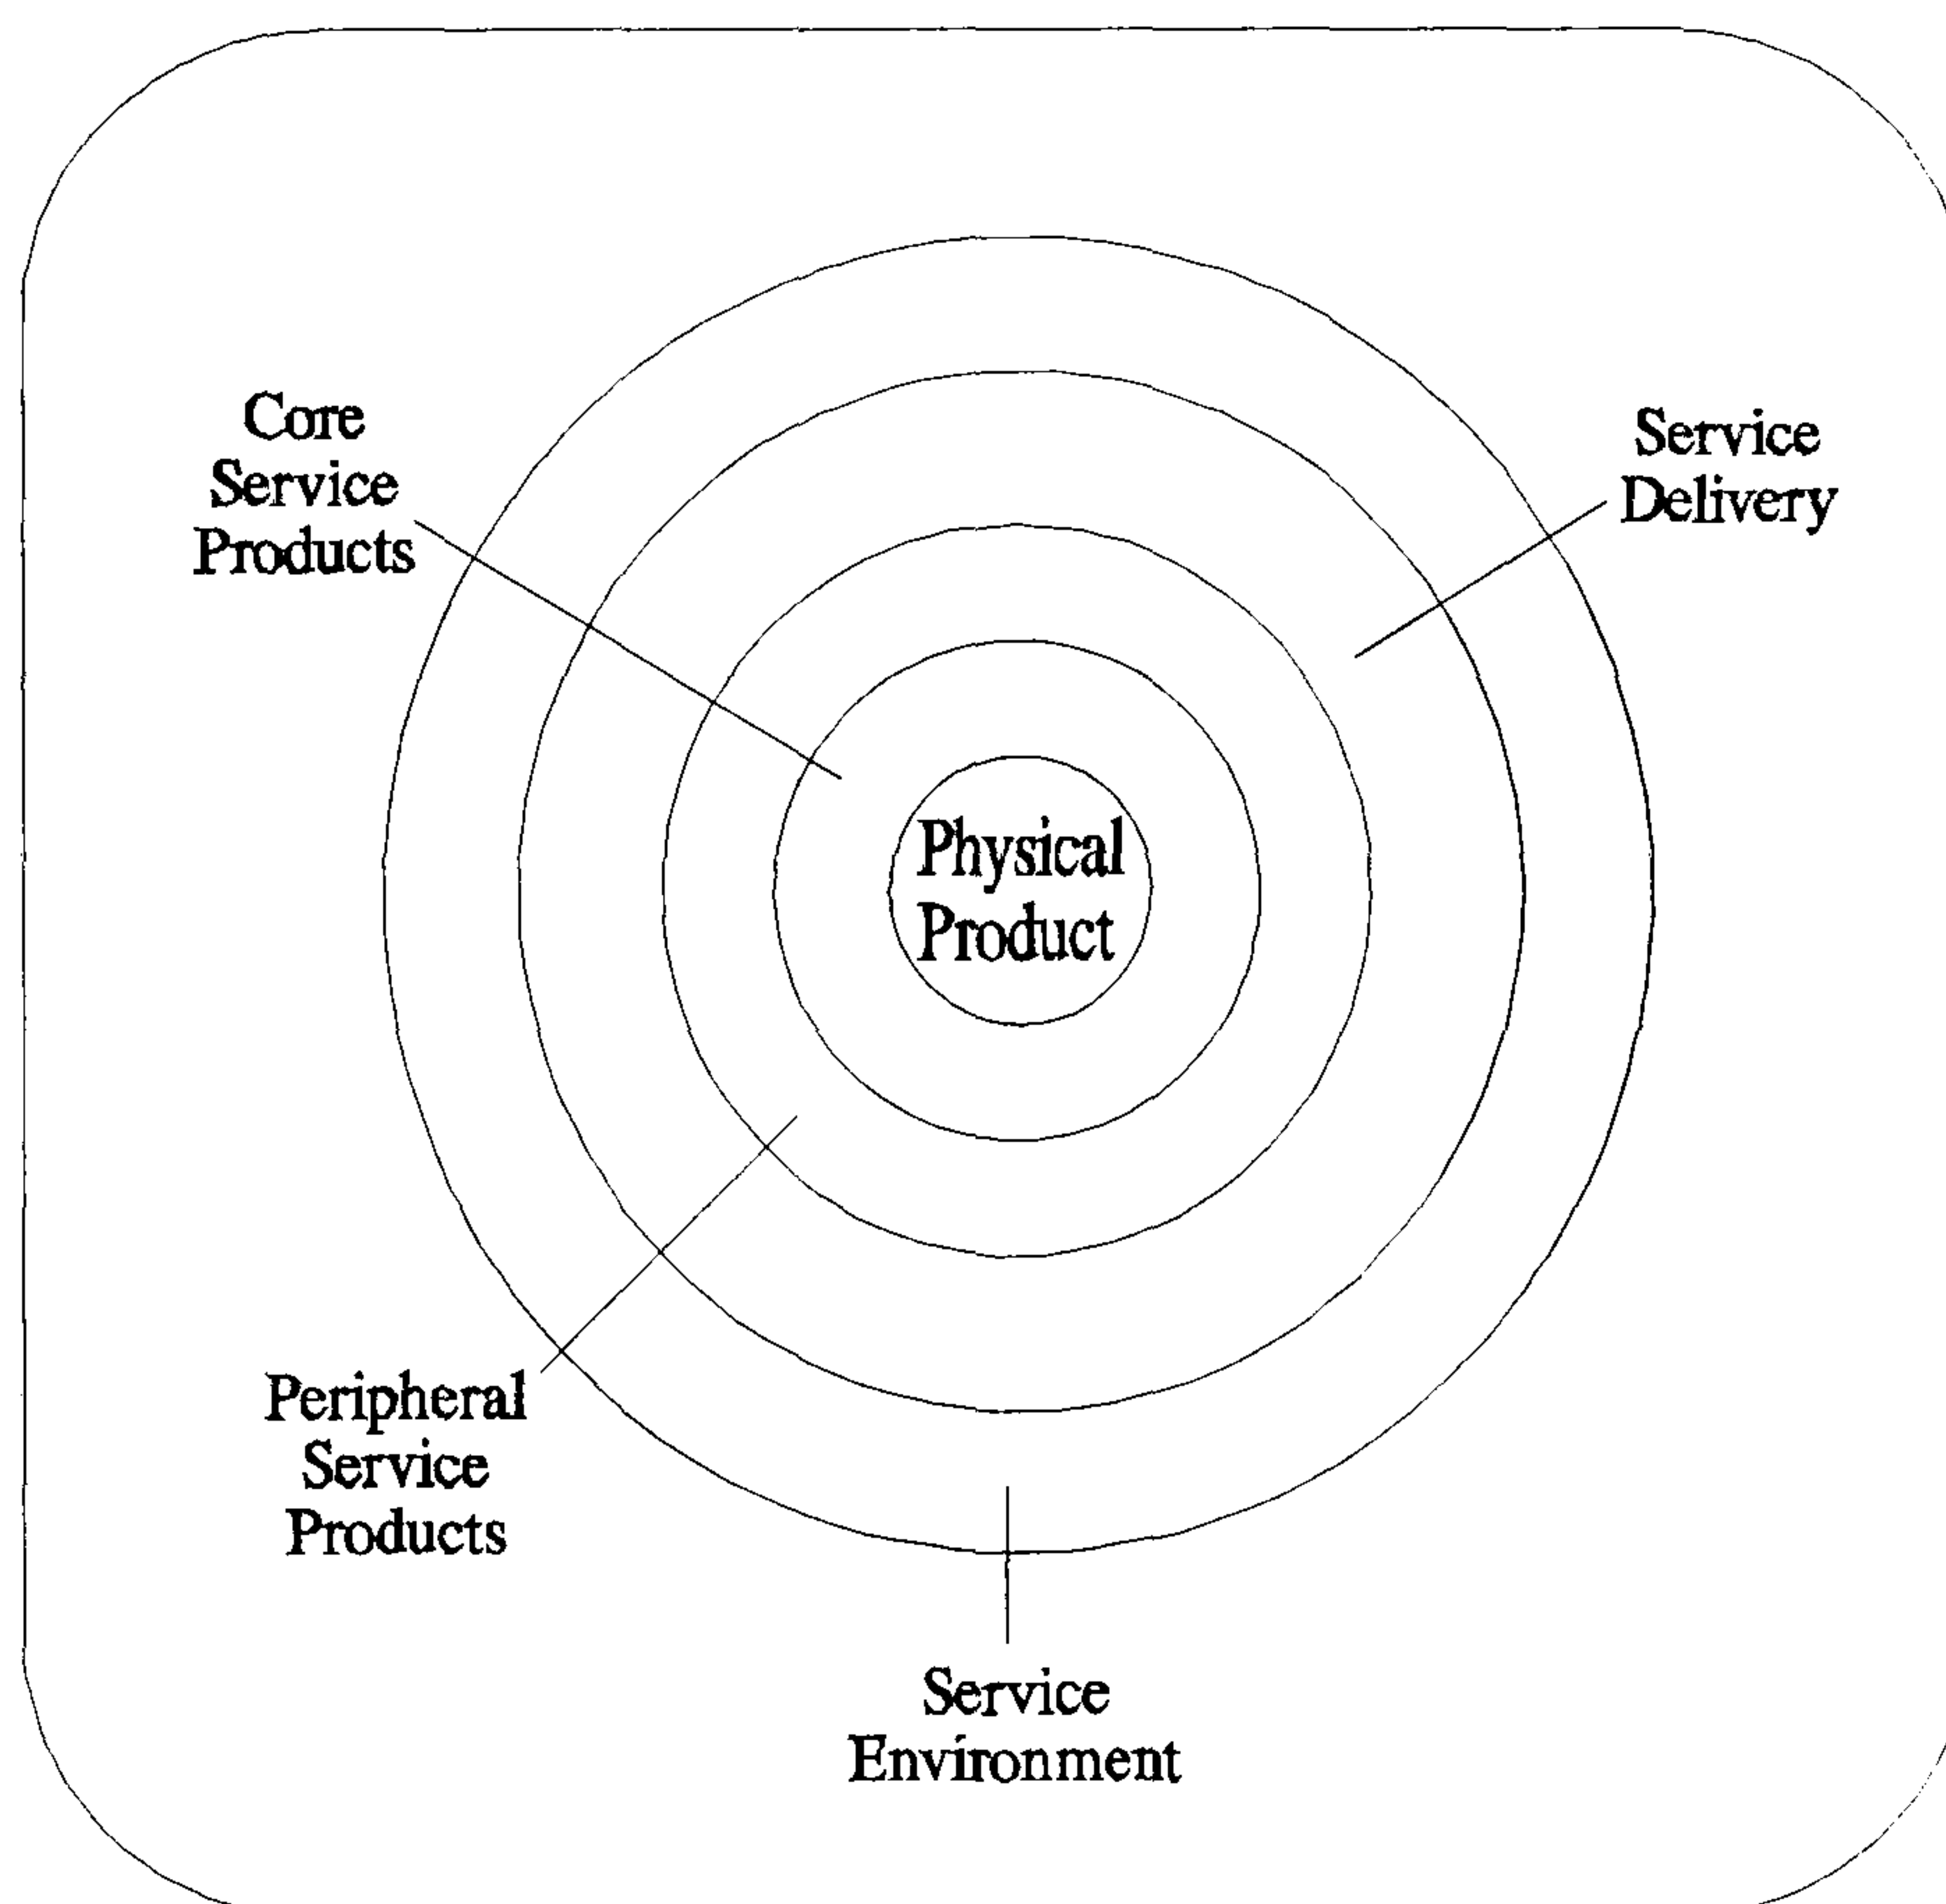 Core
Service
Products
Service
Delivery
Physical
Product
Peripheral
Service
Products
Service
Environment